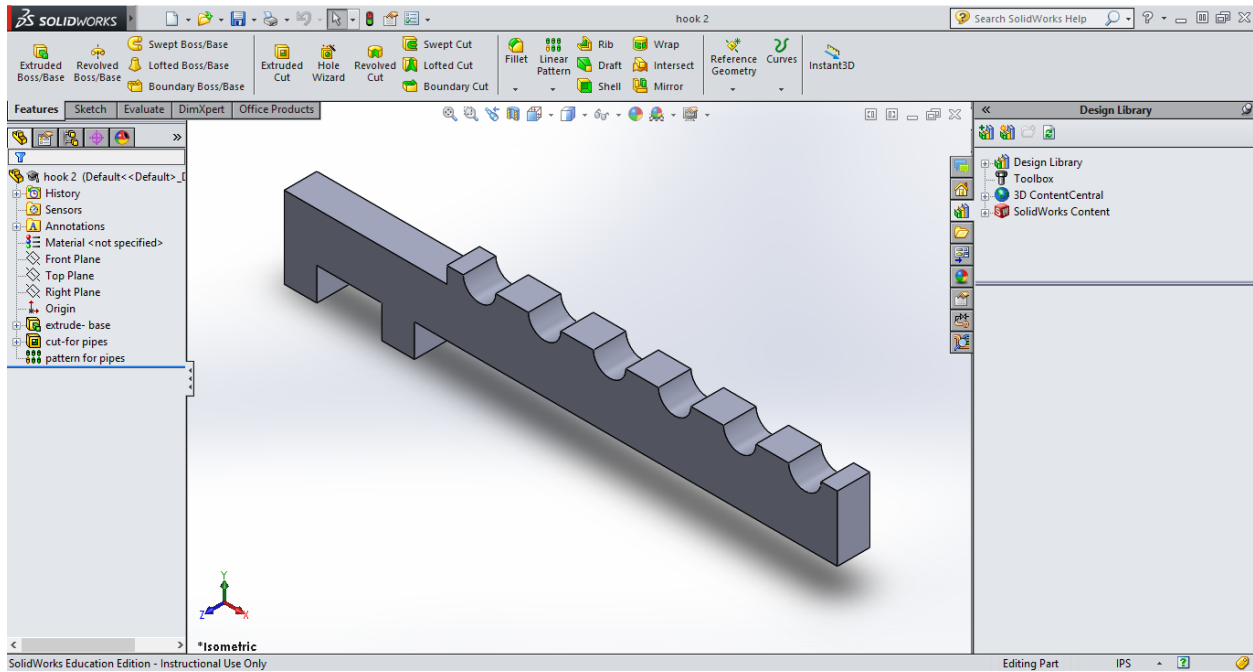 SOLIDWORKS
hook 2
Search SolidWorks Help
Extruded Boss/Base
Revolved Boss/Base
Swept Boss/Base
Lofted Boss/Base
Boundary Boss/Base
Extruded Cut
Hole Wizard
Revolved Cut
Swept Cut
Lofted Cut
Boundary Cut
Fillet
Linear Pattern
Rib
Draft
Shell
Wrap
Intersect
Mirror
Reference Geometry
Curves
Instant3D
Features
Sketch
Evaluate
DimXpert
Office Products
Design Library
hook 2 (Default<<Default>_D
History
Sensors
Annotations
Material <not specified>
Front Plane
Top Plane
Right Plane
Origin
extrude- base
cut-for pipes
pattern for pipes
Design Library
Toolbox
3D ContentCentral
SolidWorks Content
Y
Z
X
*Isometric
SolidWorks Education Edition - Instructional Use Only
Editing Part
IPS